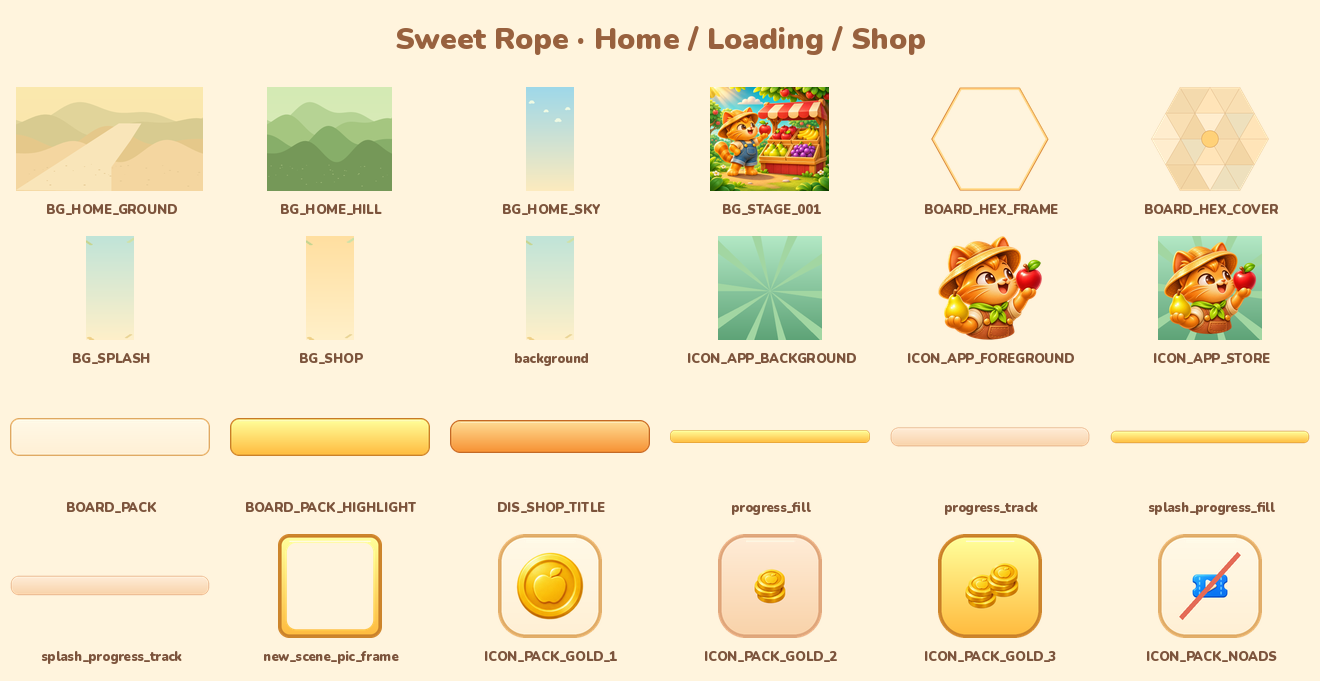 Sweet Rope · Home / Loading / Shop
BG_HOME_GROUND
BG_HOME_HILL
BG_HOME_SKY
BG_STAGE_001
BOARD_HEX_FRAME
BOARD_HEX_COVER
BG_SPLASH
BG_SHOP
background
ICON_APP_BACKGROUND
ICON_APP_FOREGROUND
ICON_APP_STORE
BOARD_PACK
BOARD_PACK_HIGHLIGHT
DIS_SHOP_TITLE
progress_fill
progress_track
splash_progress_fill
splash_progress_track
new_scene_pic_frame
ICON_PACK_GOLD_1
ICON_PACK_GOLD_2
ICON_PACK_GOLD_3
ICON_PACK_NOADS